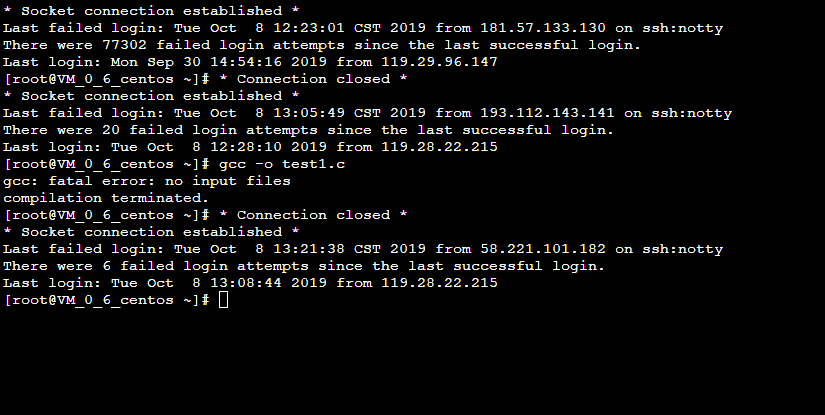 * Socket connection established *
Last failed login: Tue Oct  8 12:23:01 CST 2019 from 181.57.133.130 on ssh:notty
There were 77302 failed login attempts since the last successful login.
Last login: Mon Sep 30 14:54:16 2019 from 119.29.96.147
[root@VM_0_6_centos ~]# * Connection closed *
* Socket connection established *
Last failed login: Tue Oct  8 13:05:49 CST 2019 from 193.112.143.141 on ssh:notty
There were 20 failed login attempts since the last successful login.
Last login: Tue Oct  8 12:28:10 2019 from 119.28.22.215
[root@VM_0_6_centos ~]# gcc -o test1.c
gcc: fatal error: no input files
compilation terminated.
[root@VM_0_6_centos ~]# * Connection closed *
* Socket connection established *
Last failed login: Tue Oct  8 13:21:38 CST 2019 from 58.221.101.182 on ssh:notty
There were 6 failed login attempts since the last successful login.
Last login: Tue Oct  8 13:08:44 2019 from 119.28.22.215
[root@VM_0_6_centos ~]#